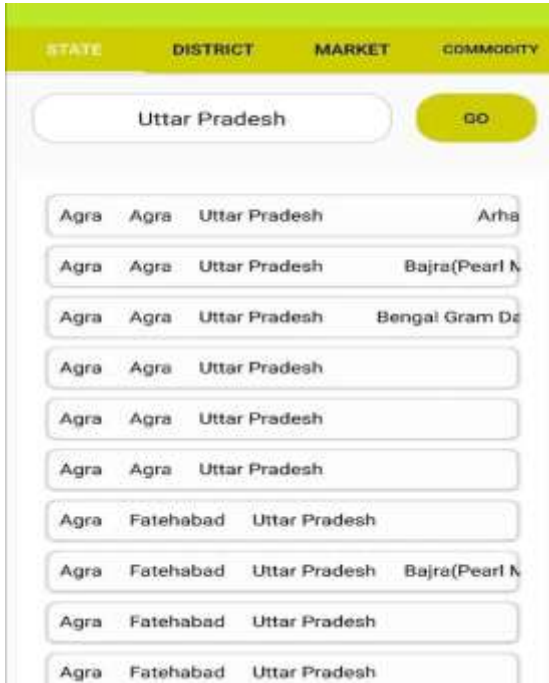 STATE DISTRICT MARKET COMMODITY
Uttar Pradesh GO
Agra Agra Uttar Pradesh Arha
Agra Agra Uttar Pradesh Bajra(Pearl M
Agra Agra Uttar Pradesh Bengal Gram Da
Agra Agra Uttar Pradesh
Agra Agra Uttar Pradesh
Agra Agra Uttar Pradesh
Agra Fatehabad Uttar Pradesh
Agra Fatehabad Uttar Pradesh Bajra(Pearl M
Agra Fatehabad Uttar Pradesh
Agra Fatehabad Uttar Pradesh